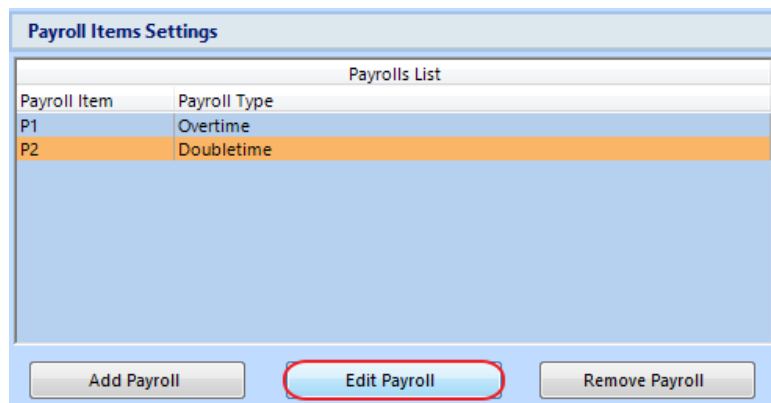 Payroll Items Settings
Payrolls List
Payroll Item Payroll Type
P1 Overtime
P2 Doubletime
Add Payroll Edit Payroll Remove Payroll